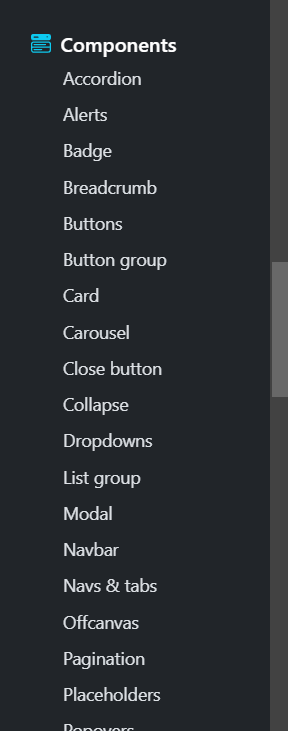 Components
Accordion
Alerts
Badge
Breadcrumb
Buttons
Button group
Card
Carousel
Close button
Collapse
Dropdowns
List group
Modal
Navbar
Navs & tabs
Offcanvas
Pagination
Placeholders
Popovers